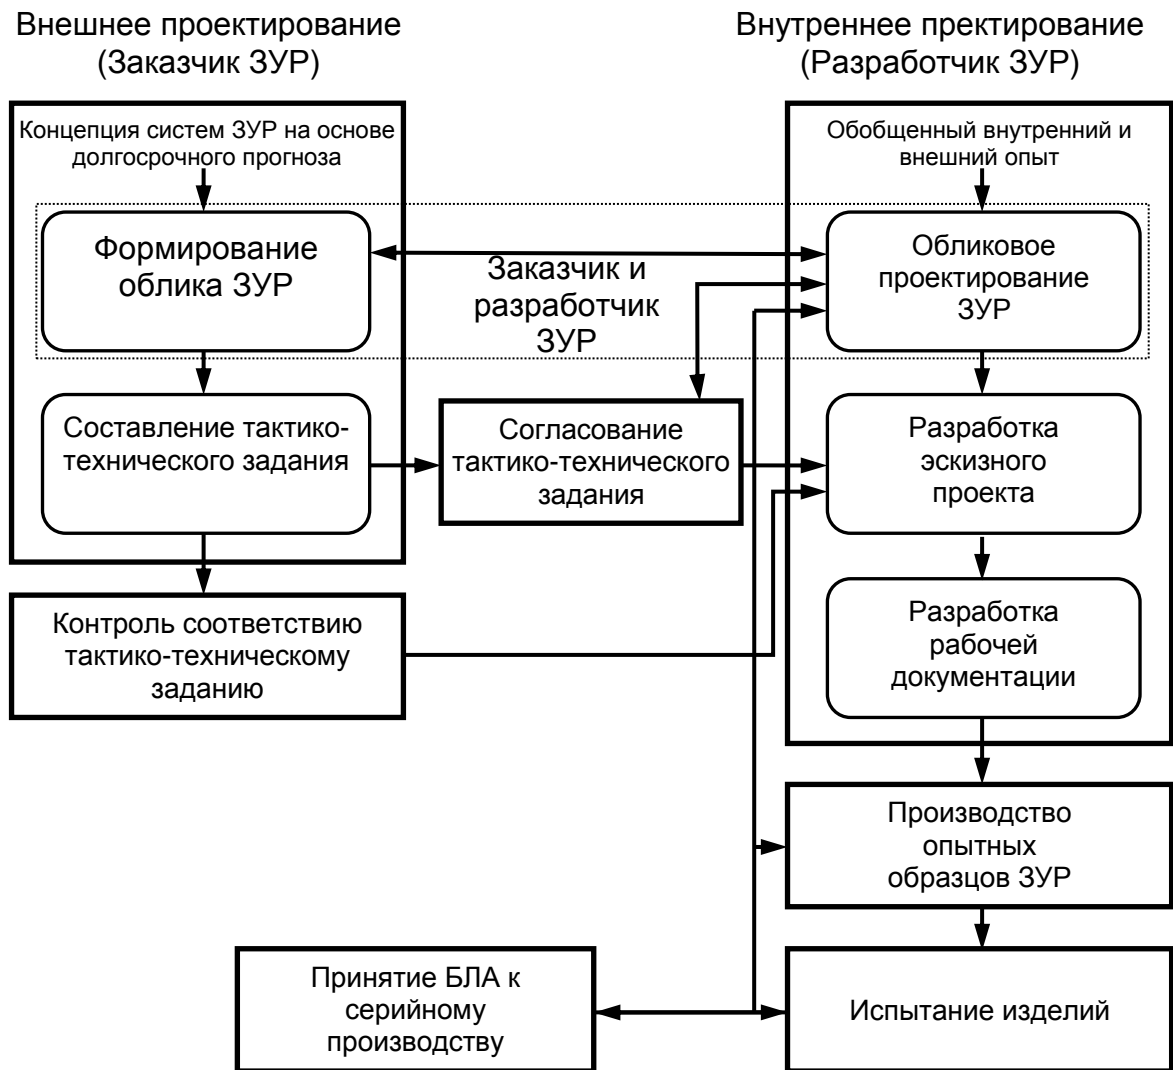 Внешнее проектирование
(Заказчик ЗУР)
Внутреннее пректирование
(Разработчик ЗУР)
Концепция систем ЗУР на основе
долгосрочного прогноза
Обобщенный внутренний и
внешний опыт
Формирование
облика ЗУР
Заказчик и
разработчик
ЗУР
Обликовое
проектирование
ЗУР
Составление тактико-
технического задания
Согласование
тактико-технического
задания
Разработка
эскизного
проекта
Контроль соответствию
тактико-техническому
заданию
Разработка
рабочей
документации
Производство
опытных
образцов ЗУР
Принятие БЛА к
серийному
производству
Испытание изделий